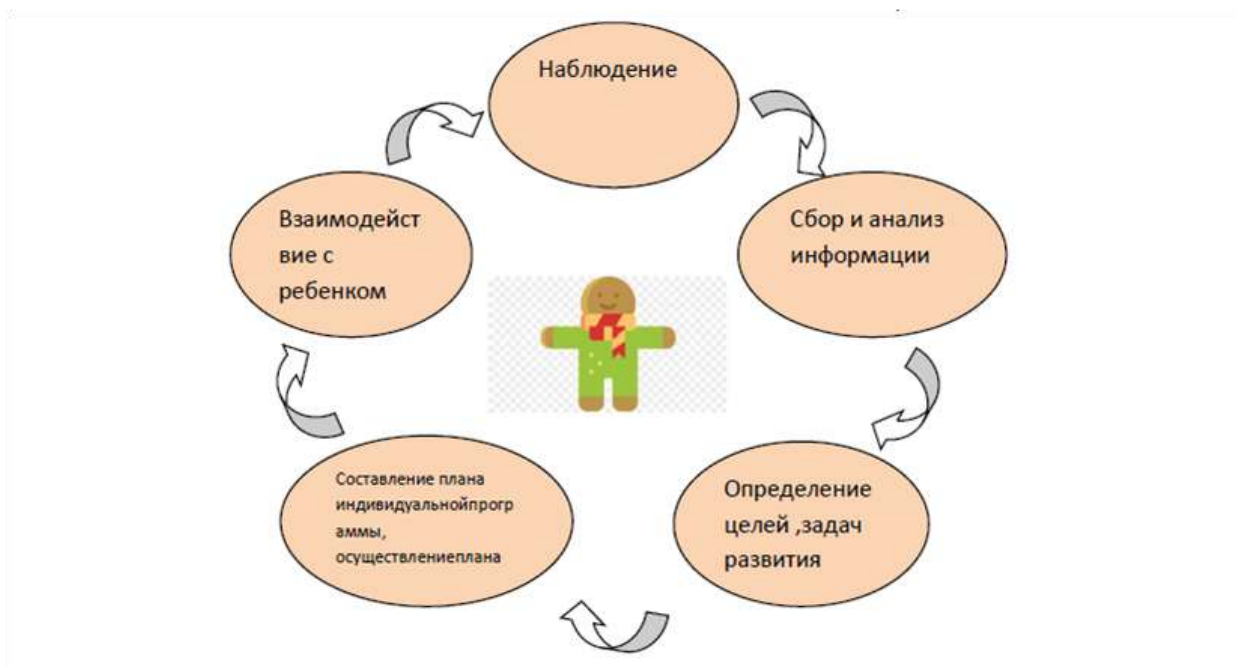 Наблюдение
Сбор и анализ
информации
Определение
целей ,задач
развития
Составление плана
индивидуальнойпрогр
аммы,
осуществлениеплана
Взаимодейст
вие с
ребенком